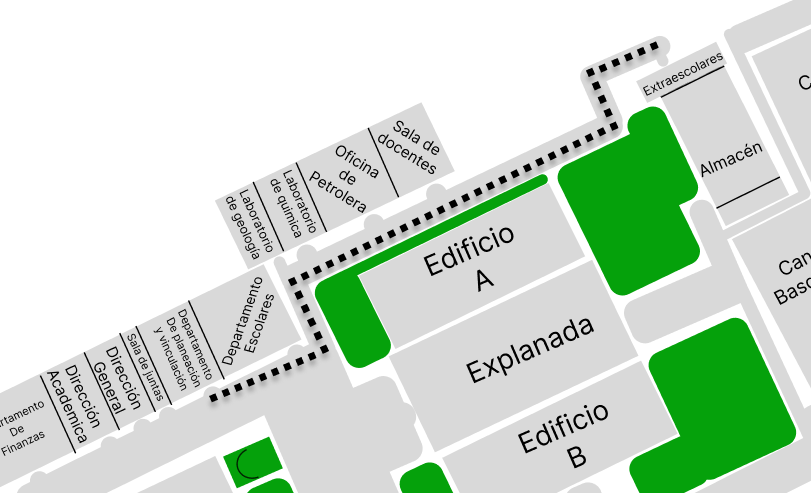 Extraescolares
Almacén
Sala de
docentes
Oficina
de
Petrolera
Laboratorio
de química
Laboratorio
de geología
Edificio
A
Explanada
Edificio
B
Departamento
Escolares
Departamento
De planeación
y vinculación
Sala de juntas
Dirección
General
Dirección
Academica
De
Finanzas